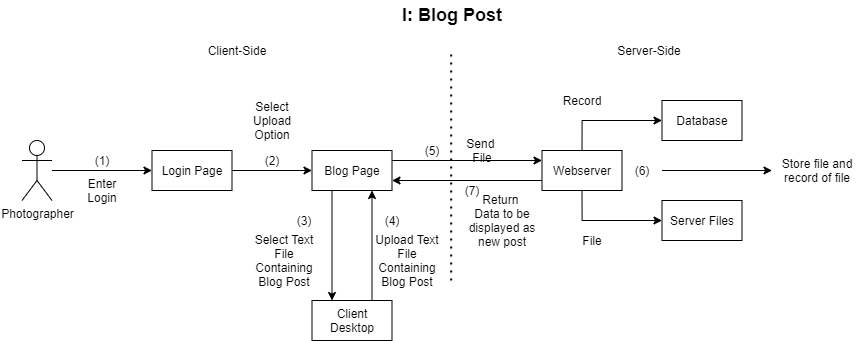 I: Blog Post
Client-Side
Server-Side
Select
Upload
Option
Record
Database
(1)
Enter
Login
Login Page
(2)
Blog Page
(5)
Send
File
Webserver
(6)
Store file and
record of file
Photographer
(7)
Return
Data to be
displayed as
new post
Server Files
File
(3)
Select Text
File
Containing
Blog Post
(4)
Upload Text
File
Containing
Blog Post
Client
Desktop